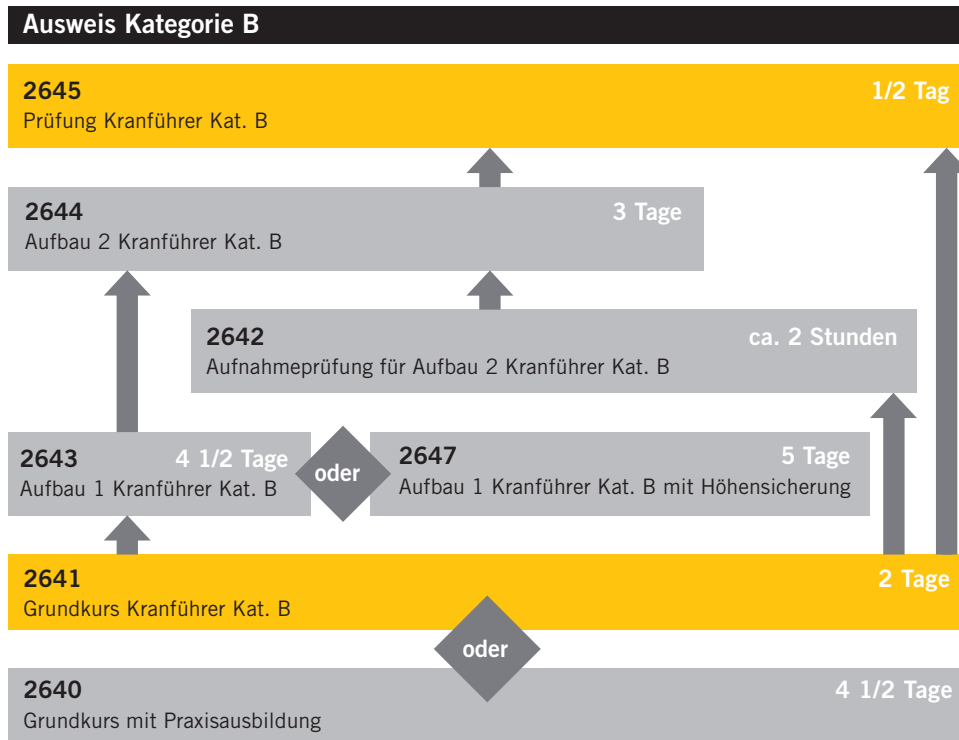 Ausweis Kategorie B
2645 1/2 Tag
Prüfung Kranführer Kat. B
2644 3 Tage
Aufbau 2 Kranführer Kat. B
2642 ca. 2 Stunden
Aufnahmeprüfung für Aufbau 2 Kranführer Kat. B
2643 4 1/2 Tage
Aufbau 1 Kranführer Kat. B
oder
2647 5 Tage
Aufbau 1 Kranführer Kat. B mit Höhensicherung
2641 2 Tage
Grundkurs Kranführer Kat. B
oder
2640 4 1/2 Tage
Grundkurs mit Praxisausbildung